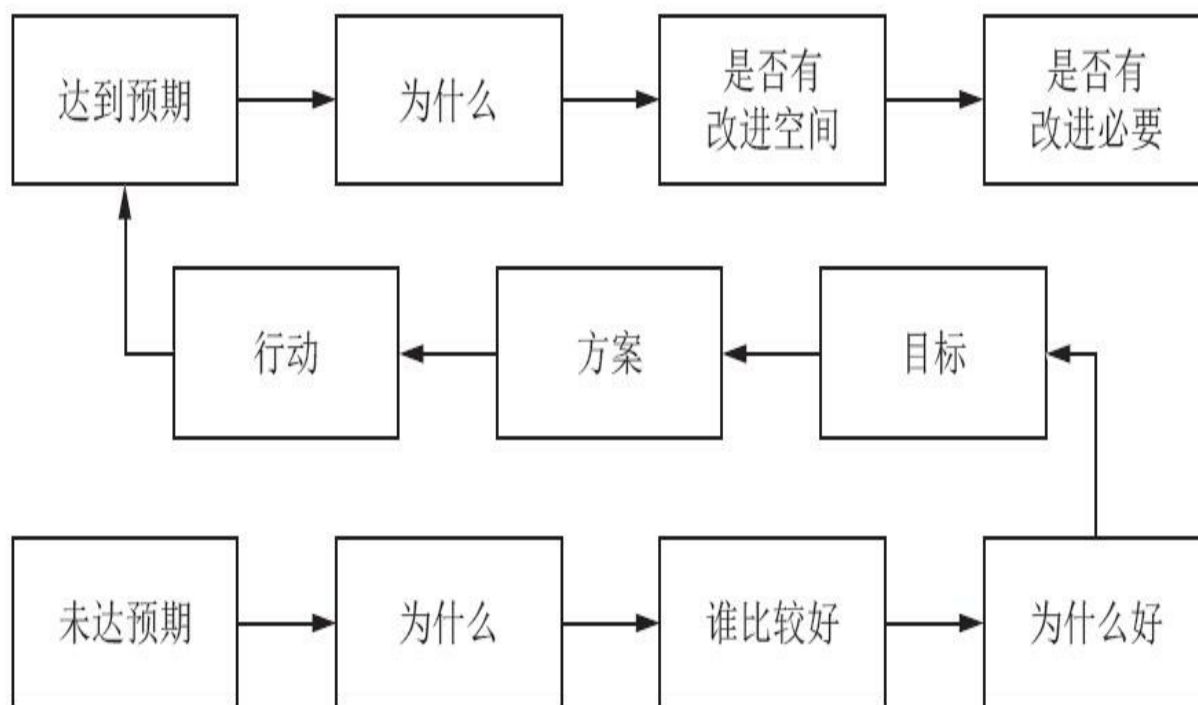 达到预期
为什么
是否有
改进空间
是否有
改进必要
行动
方案
目标
未达预期
为什么
谁比较好
为什么好